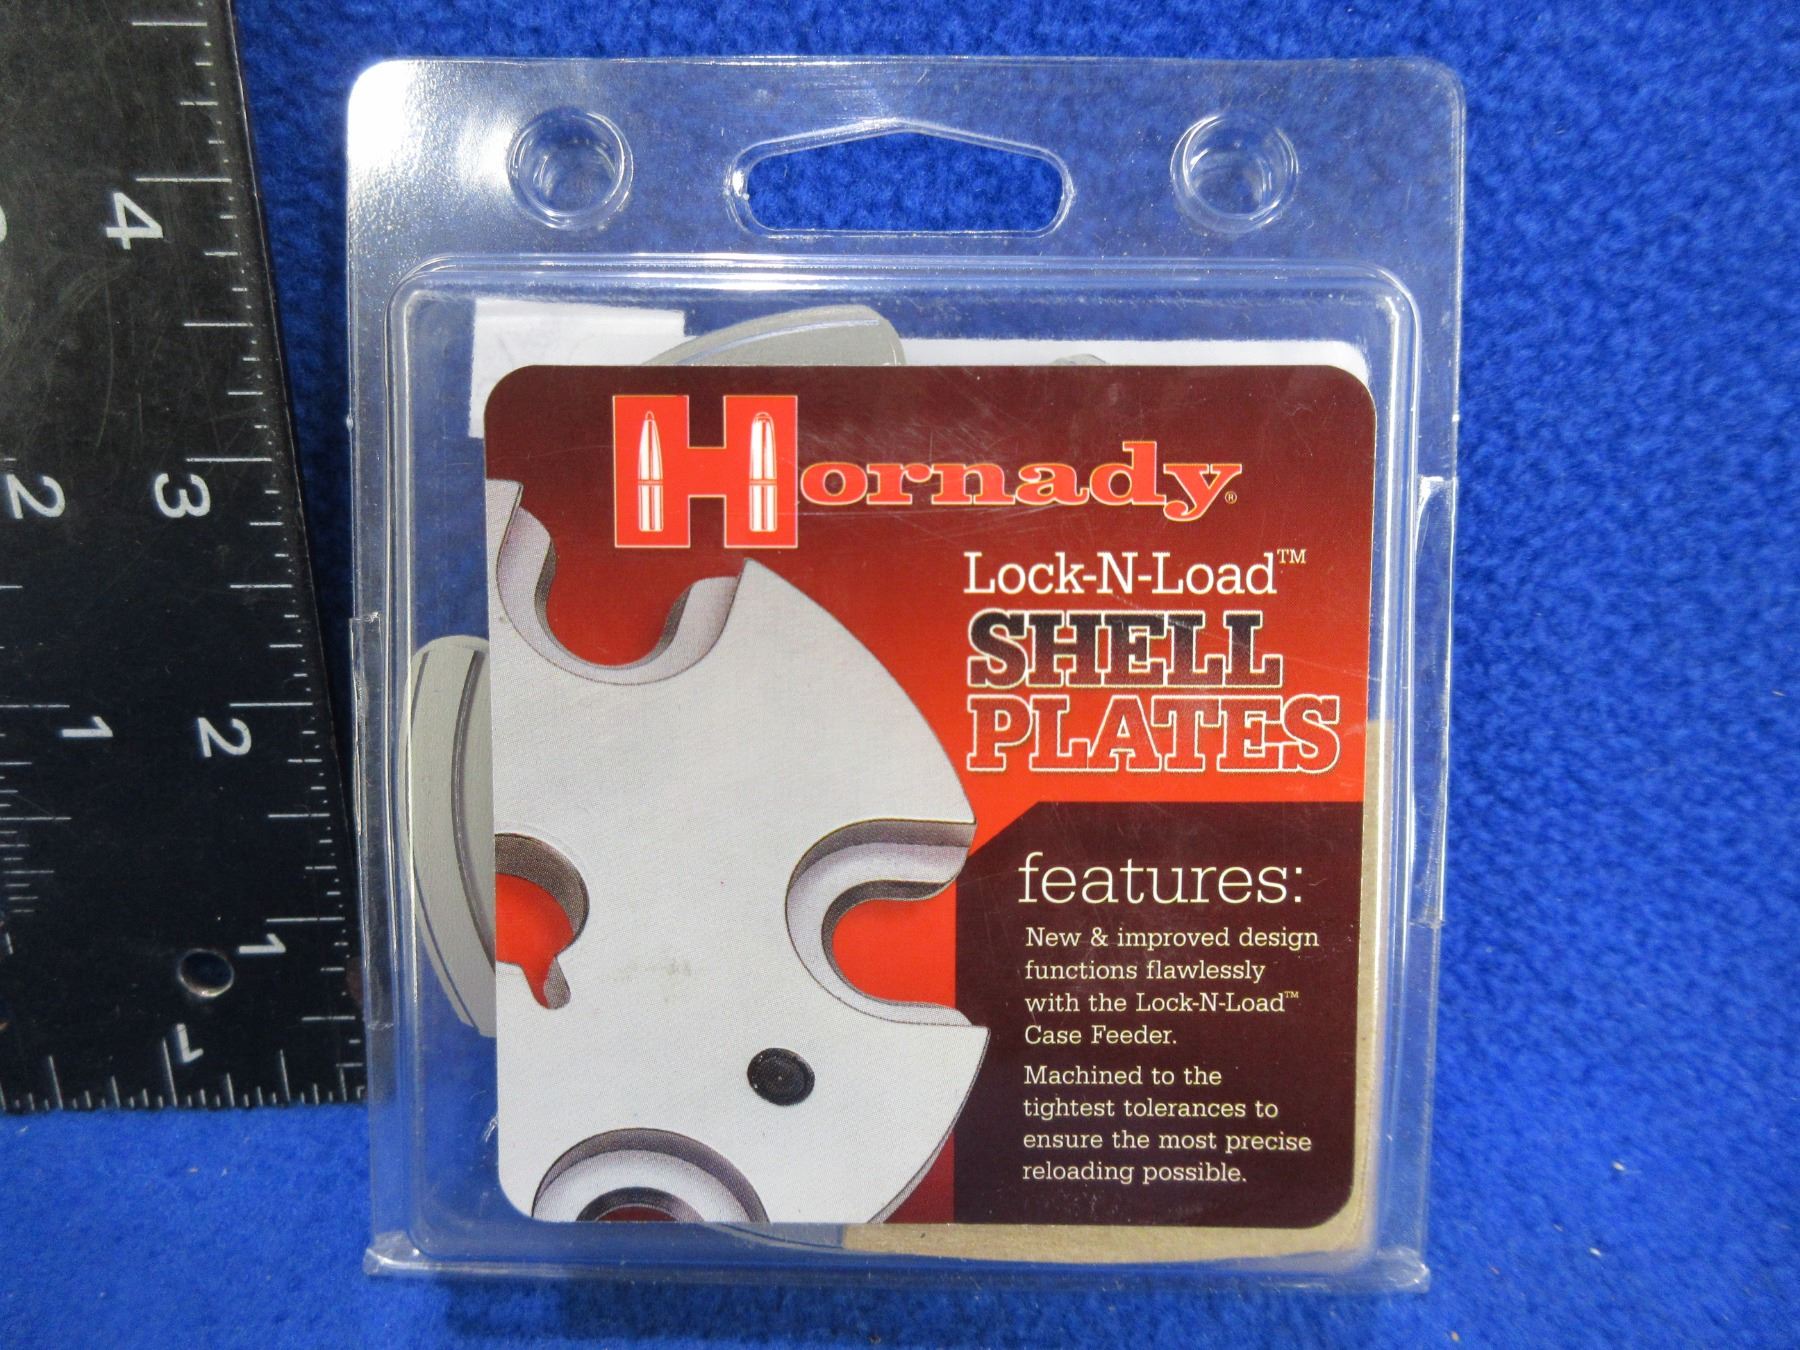 Hornady®
Lock-N-Load™
SHELL
PLATES
features:
New & improved design
functions flawlessly
with the Lock-N-Load™
Case Feeder.
Machined to the
tightest tolerances to
ensure the most precise
reloading possible.
4
3
2
1
2
1
1